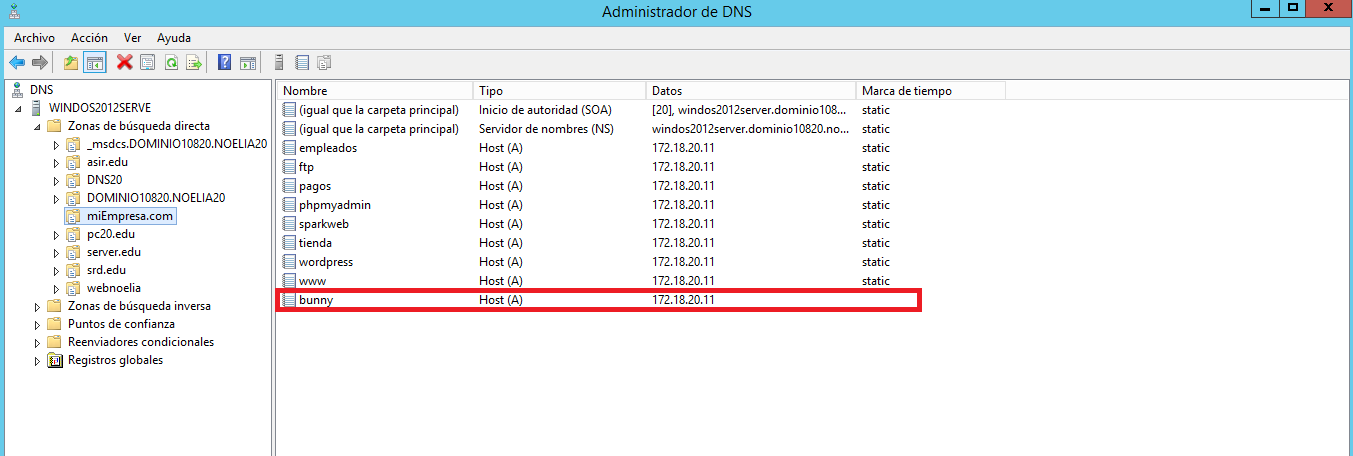 Administrador de DNS
Archivo Acción Ver Ayuda
DNS
WINDOS2012SERVE
Zonas de búsqueda directa
_msdcs.DOMINIO10820.NOELIA20
asir.edu
DNS20
DOMINIO10820.NOELIA20
miEmpresa.com
pc20.edu
server.edu
srd.edu
webnoelia
Zonas de búsqueda inversa
Puntos de confianza
Reenviadores condicionales
Registros globales
Nombre Tipo Datos Marca de tiempo
(igual que la carpeta principal) Inicio de autoridad (SOA) [20], windos2012server.dominio108... static
(igual que la carpeta principal) Servidor de nombres (NS) windos2012server.dominio10820.no... static
empleados Host (A) 172.18.20.11 static
ftp Host (A) 172.18.20.11 static
pagos Host (A) 172.18.20.11 static
phpmyadmin Host (A) 172.18.20.11 static
sparkweb Host (A) 172.18.20.11 static
tienda Host (A) 172.18.20.11 static
wordpress Host (A) 172.18.20.11 static
www Host (A) 172.18.20.11 static
bunny Host (A) 172.18.20.11